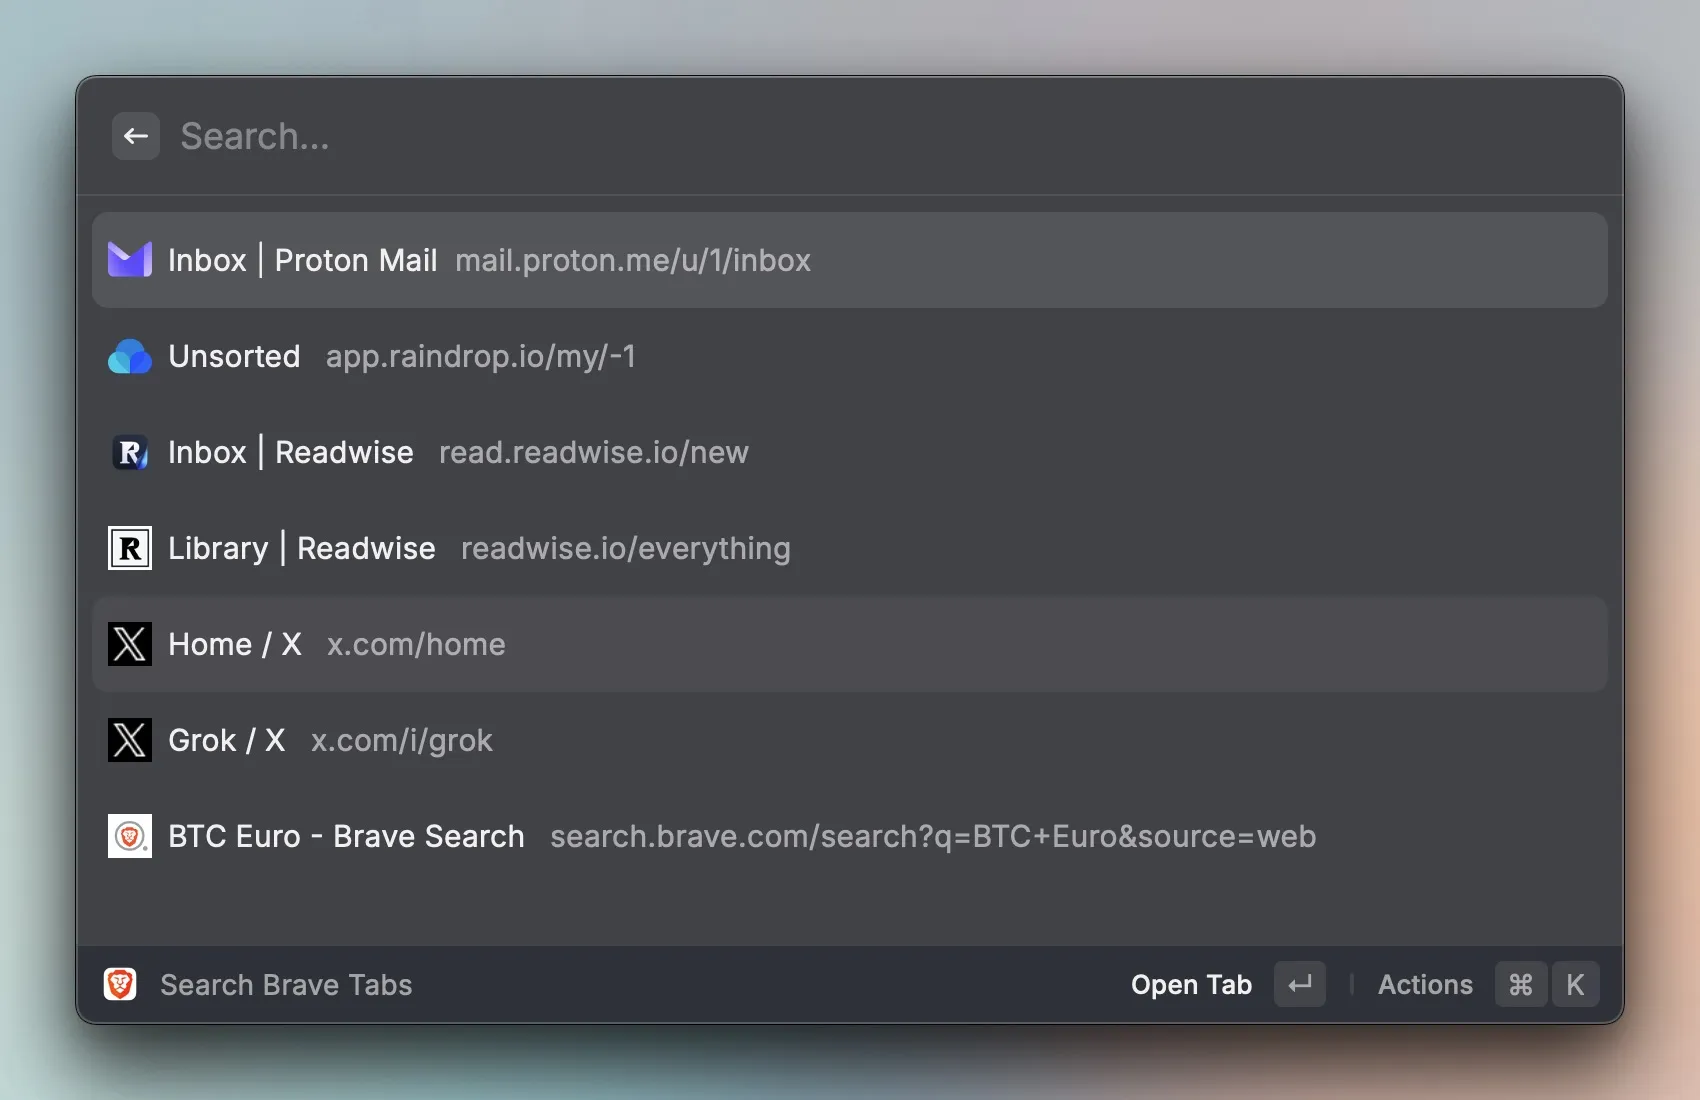 Search...
Inbox | Proton Mail mail.proton.me/u/1/inbox
Unsorted app.raindrop.io/my/-1
R Inbox | Readwise read.readwise.io/new
R Library | Readwise readwise.io/everything
X Home / X x.com/home
X Grok / X x.com/i/grok
BTC Euro - Brave Search search.brave.com/search?q=BTC+Euro&source=web
Search Brave Tabs Open Tab ↵ | Actions ⌘ K